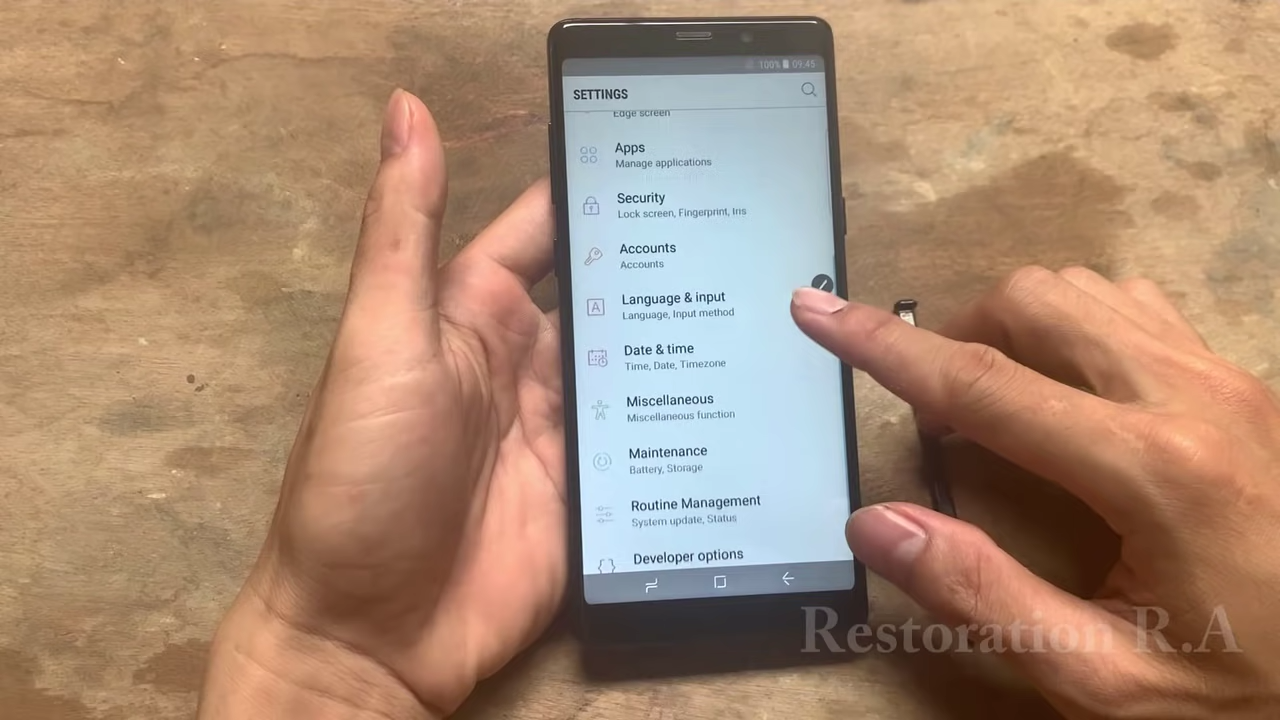 100% 09:45
SETTINGS
Edge screen
Apps
Manage applications
Security
Lock screen, Fingerprint, Iris
Accounts
Accounts
Language & input
Language, Input method
A
Date & time
Time, Date, Timezone
Miscellaneous
Miscellaneous function
Maintenance
Battery, Storage
Routine Management
System update, Status
Developer options
Restoration R.A